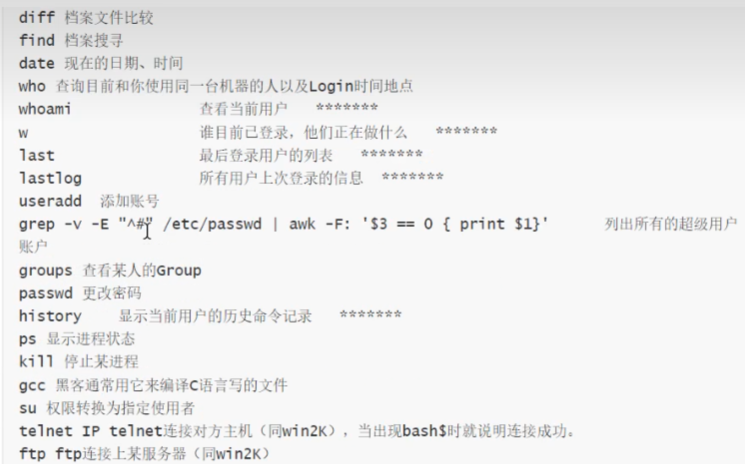 diff 档案文件比较
find 档案搜寻
date 现在的日期、时间
who 查询目前和你使用同一台机器的人以及Login时间地点
whoami 查看当前用户 *******
w 谁目前已登录，他们正在做什么 *******
last 最后登录用户的列表 *******
lastlog 所有用户上次登录的信息 *******
useradd 添加账号
grep -v -E "^#" /etc/passwd | awk -F: '$3 == 0 { print $1}' 列出所有的超级用户
账户
groups 查看某人的Group
passwd 更改密码
history 显示当前用户的历史命令记录 *******
ps 显示进程状态
kill 停止某进程
gcc 黑客通常用它来编译C语言写的文件
su 权限转换为指定使用者
telnet IP telnet连接对方主机（同win2K），当出现bash$时就说明连接成功。
ftp ftp连接上某服务器（同win2K）